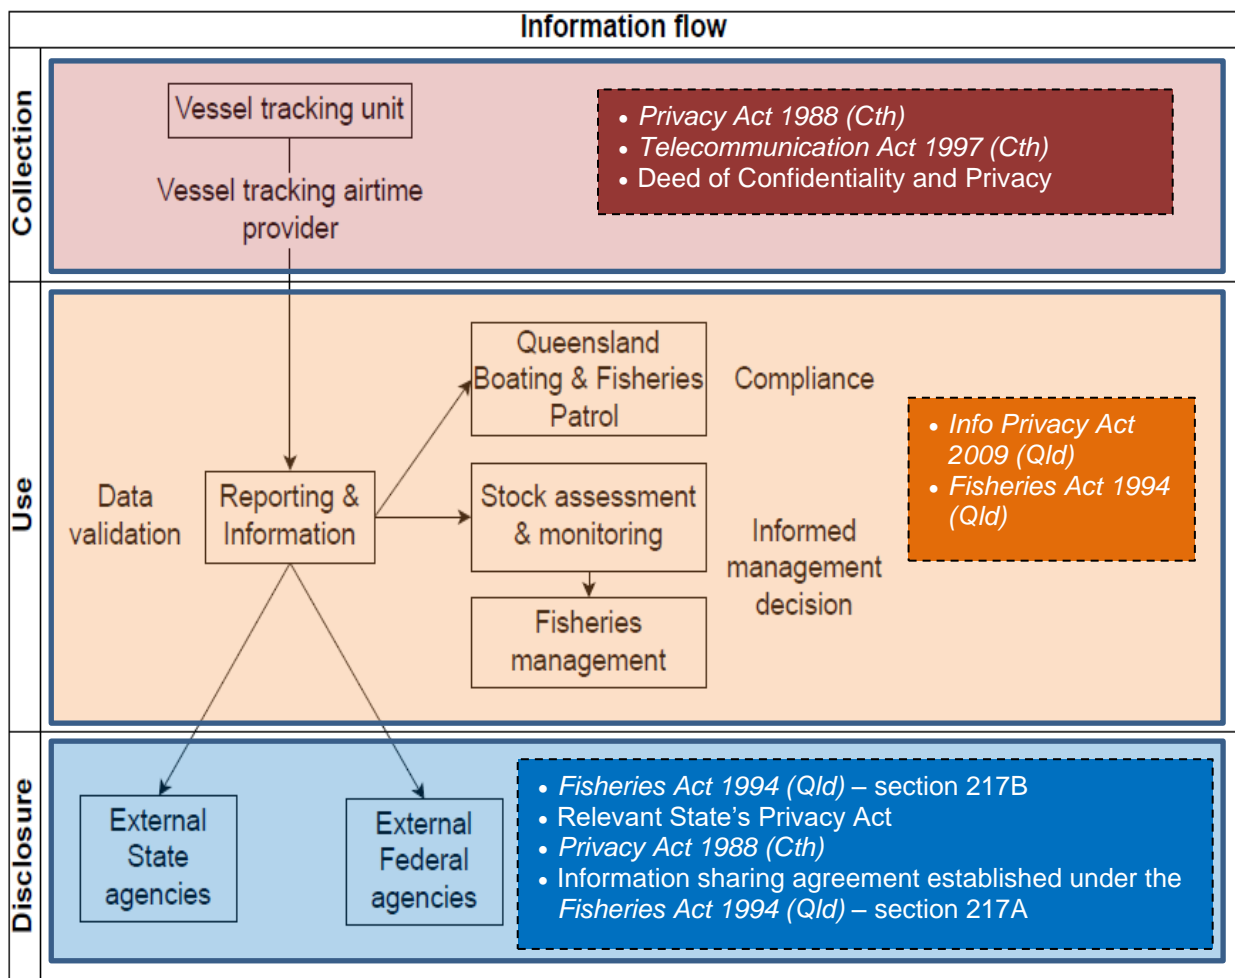 Information flow
Collection
Vessel tracking unit
Vessel tracking airtime
provider
• Privacy Act 1988 (Cth)
• Telecommunication Act 1997 (Cth)
• Deed of Confidentiality and Privacy
Use
Data
validation
Reporting &
Information
Queensland
Boating & Fisheries
Patrol
Compliance
Stock assessment
& monitoring
Informed
management
decision
Fisheries
management
• Info Privacy Act
2009 (Qld)
• Fisheries Act 1994
(Qld)
Disclosure
External
State
agencies
External
Federal
agencies
• Fisheries Act 1994 (Qld) – section 217B
• Relevant State's Privacy Act
• Privacy Act 1988 (Cth)
• Information sharing agreement established under the
Fisheries Act 1994 (Qld) – section 217A